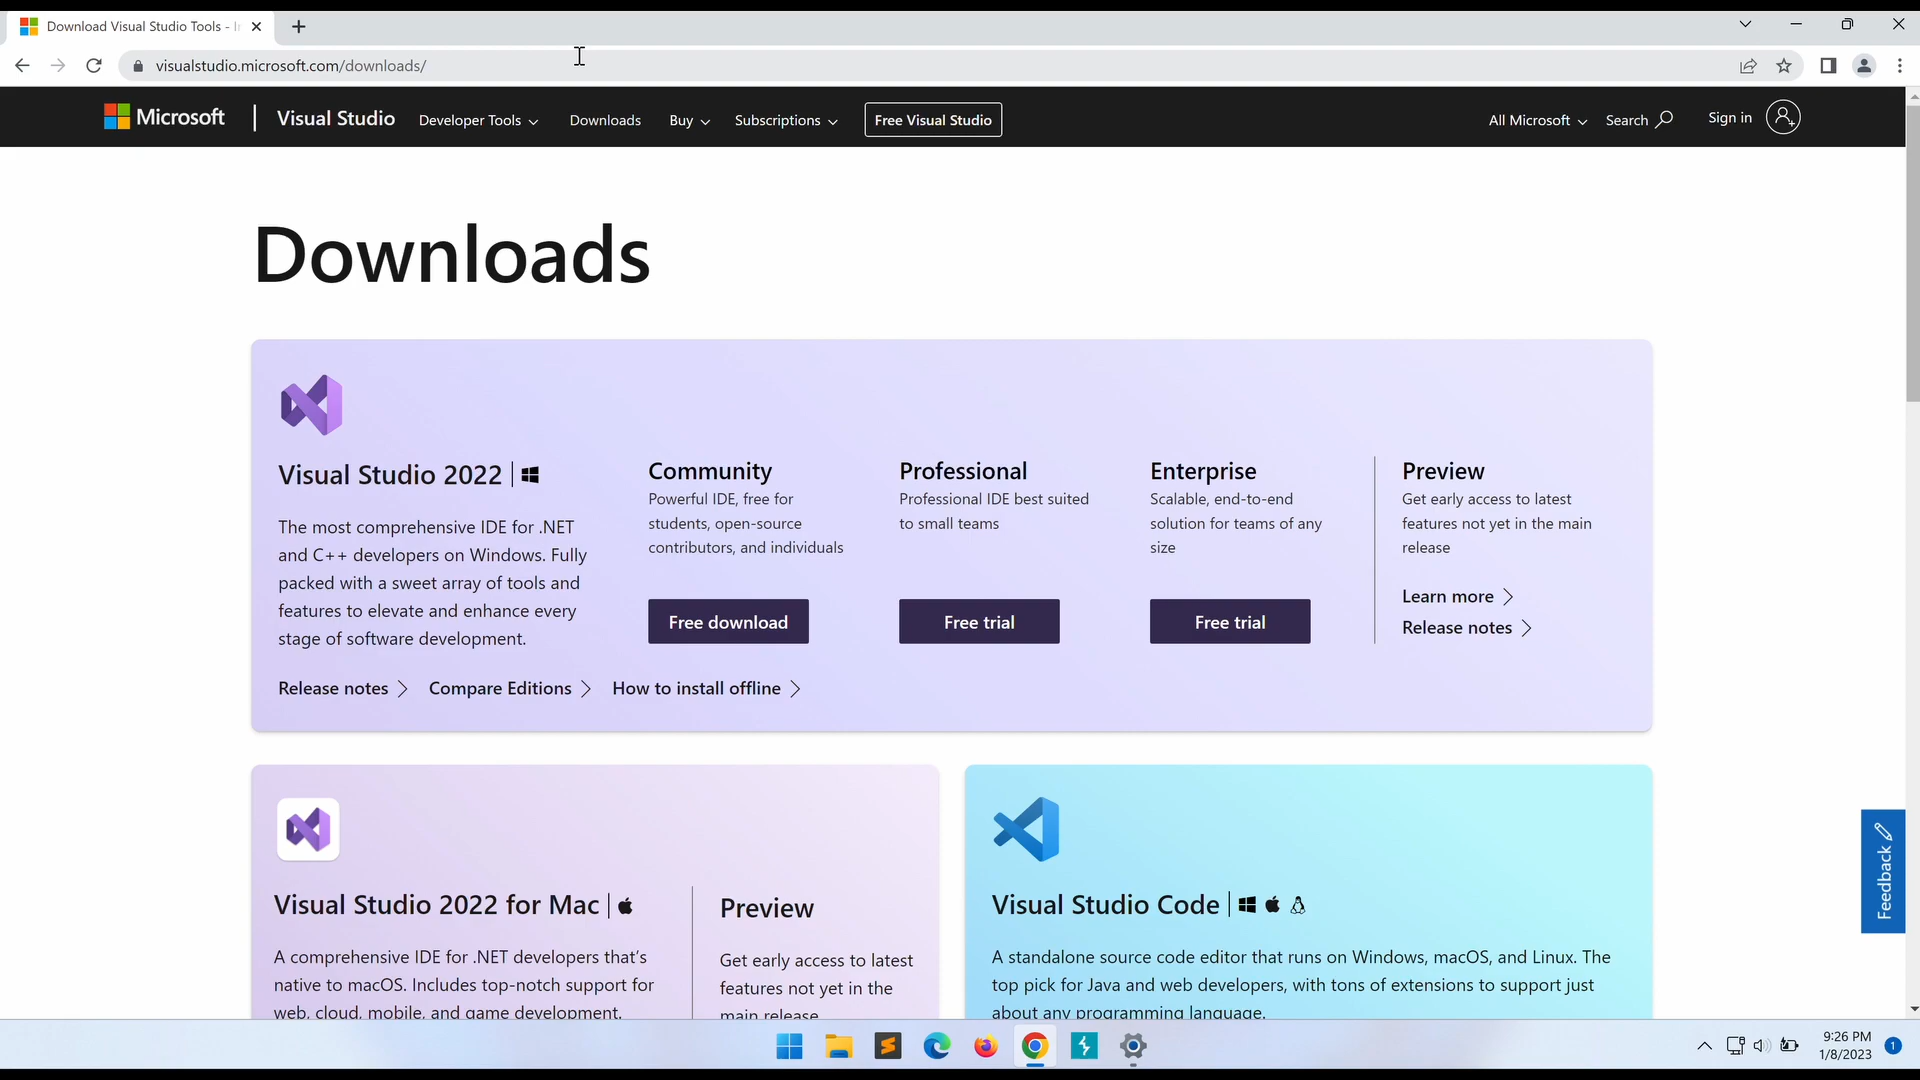 Download Visual Studio Tools - I
visualstudio.microsoft.com/downloads/
Microsoft
Visual Studio
Developer Tools
Downloads
Buy
Subscriptions
Free Visual Studio
All Microsoft
Search
Sign in
Downloads
Visual Studio 2022
The most comprehensive IDE for .NET
and C++ developers on Windows. Fully
packed with a sweet array of tools and
features to elevate and enhance every
stage of software development.
Community
Powerful IDE, free for
students, open-source
contributors, and individuals
Free download
Professional
Professional IDE best suited
to small teams
Free trial
Enterprise
Scalable, end-to-end
solution for teams of any
size
Free trial
Preview
Get early access to latest
features not yet in the main
release
Learn more
Release notes
Release notes
Compare Editions
How to install offline
Visual Studio 2022 for Mac
A comprehensive IDE for .NET developers that's
native to macOS. Includes top-notch support for
web, cloud, mobile, and game development.
Preview
Get early access to latest
features not yet in the
main release
Visual Studio Code
A standalone source code editor that runs on Windows, macOS, and Linux. The
top pick for Java and web developers, with tons of extensions to support just
about any programming language.
Feedback
9:26 PM
1/8/2023
1